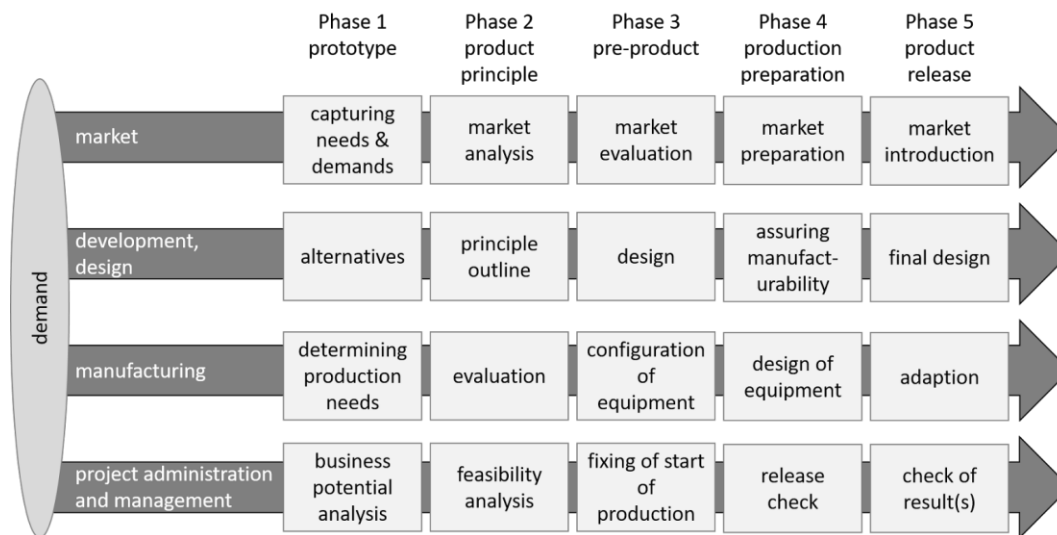 Phase 1
prototype
Phase 2
product
principle
Phase 3
pre-product
Phase 4
production
preparation
Phase 5
product
release
demand
market
capturing
needs &
demands
market
analysis
market
evaluation
market
preparation
market
introduction
development,
design
alternatives
principle
outline
design
assuring
manufact-
urability
final design
manufacturing
determining
production
needs
evaluation
configuration
of
equipment
design of
equipment
adaption
project administration
and management
business
potential
analysis
feasibility
analysis
fixing of start
of
production
release
check
check of
result(s)